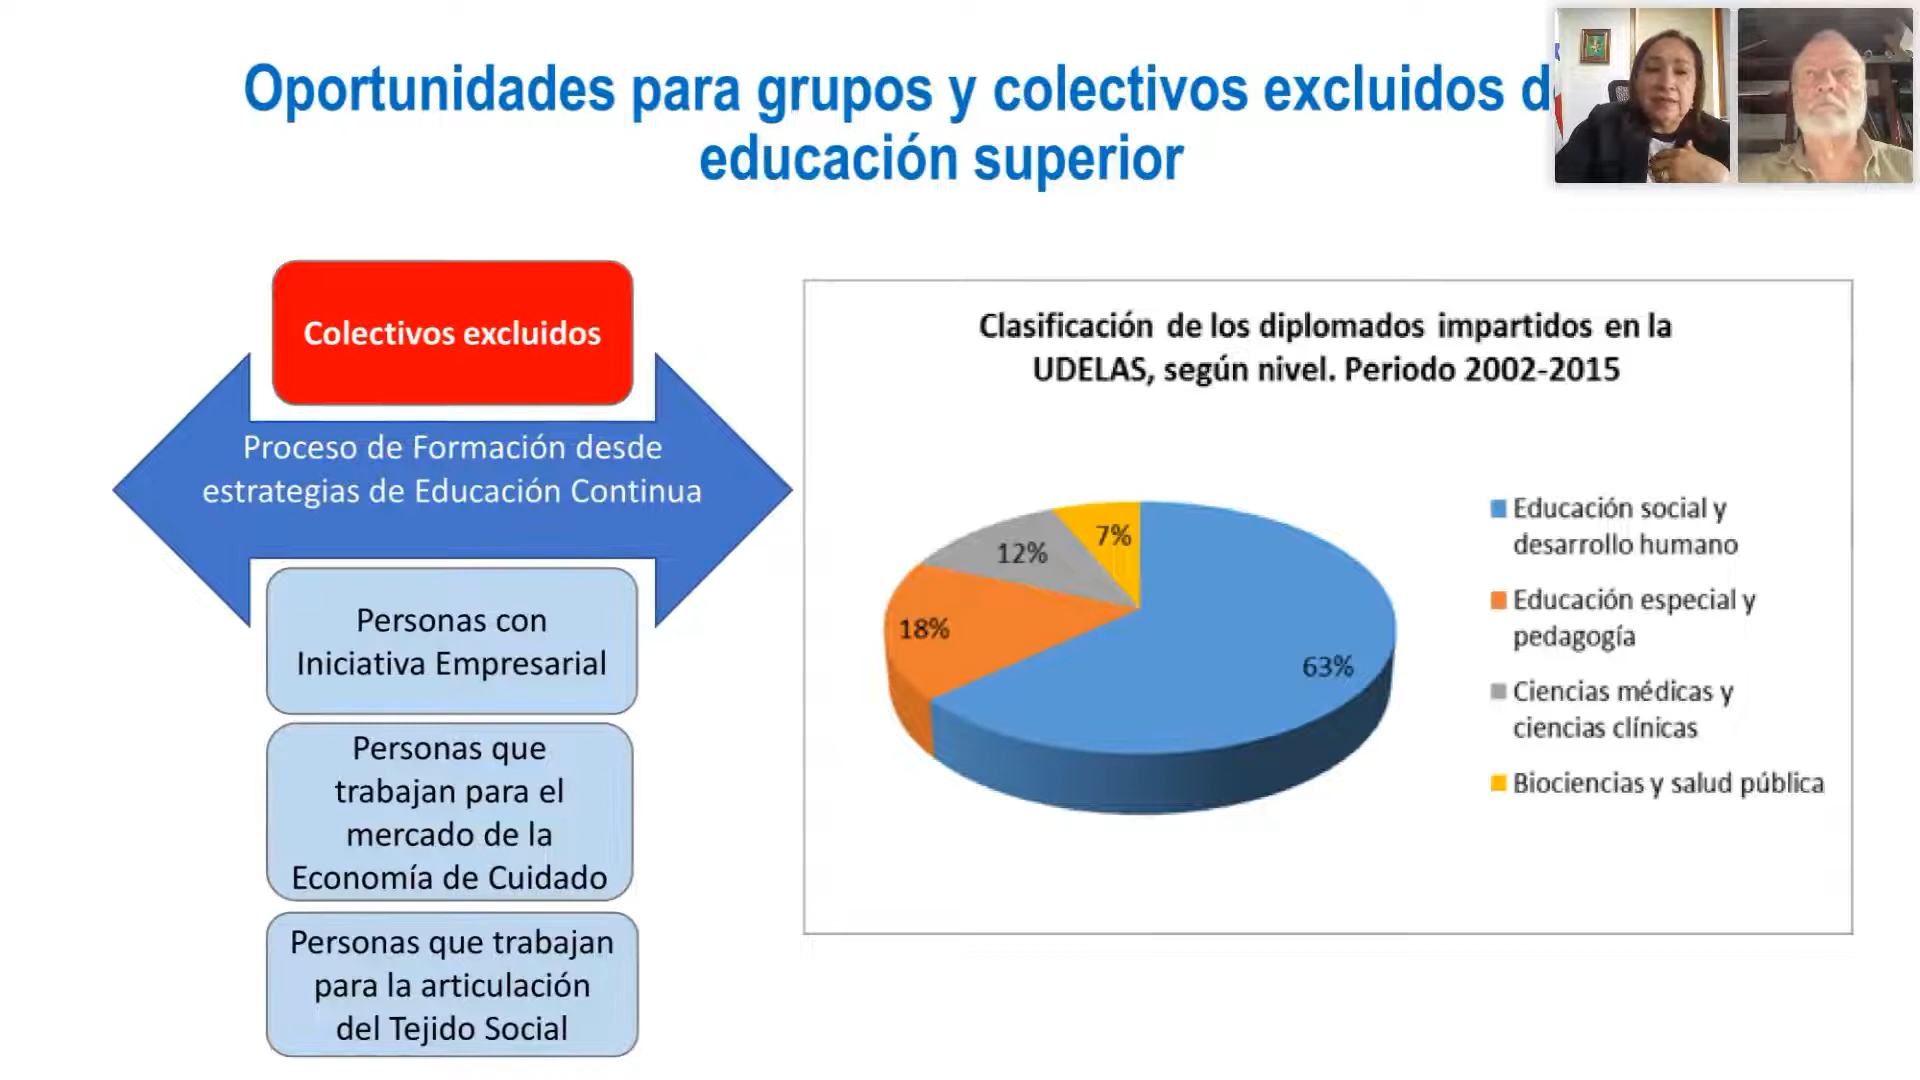 Oportunidades para grupos y colectivos excluidos
educación superior
Colectivos excluidos
Proceso de Formación desde
estrategias de Educación Continua
Personas con
Iniciativa Empresarial
Personas que
trabajan para el
mercado de la
Economía de Cuidado
Personas que trabajan
para la articulación
del Tejido Social
Clasificación de los diplomados impartidos en la
UDELAS, según nivel. Periodo 2002-2015
7%
12%
18%
63%
Educación social y
desarrollo humano
Educación especial y
pedagogía
Ciencias médicas y
ciencias clínicas
Biociencias y salud pública